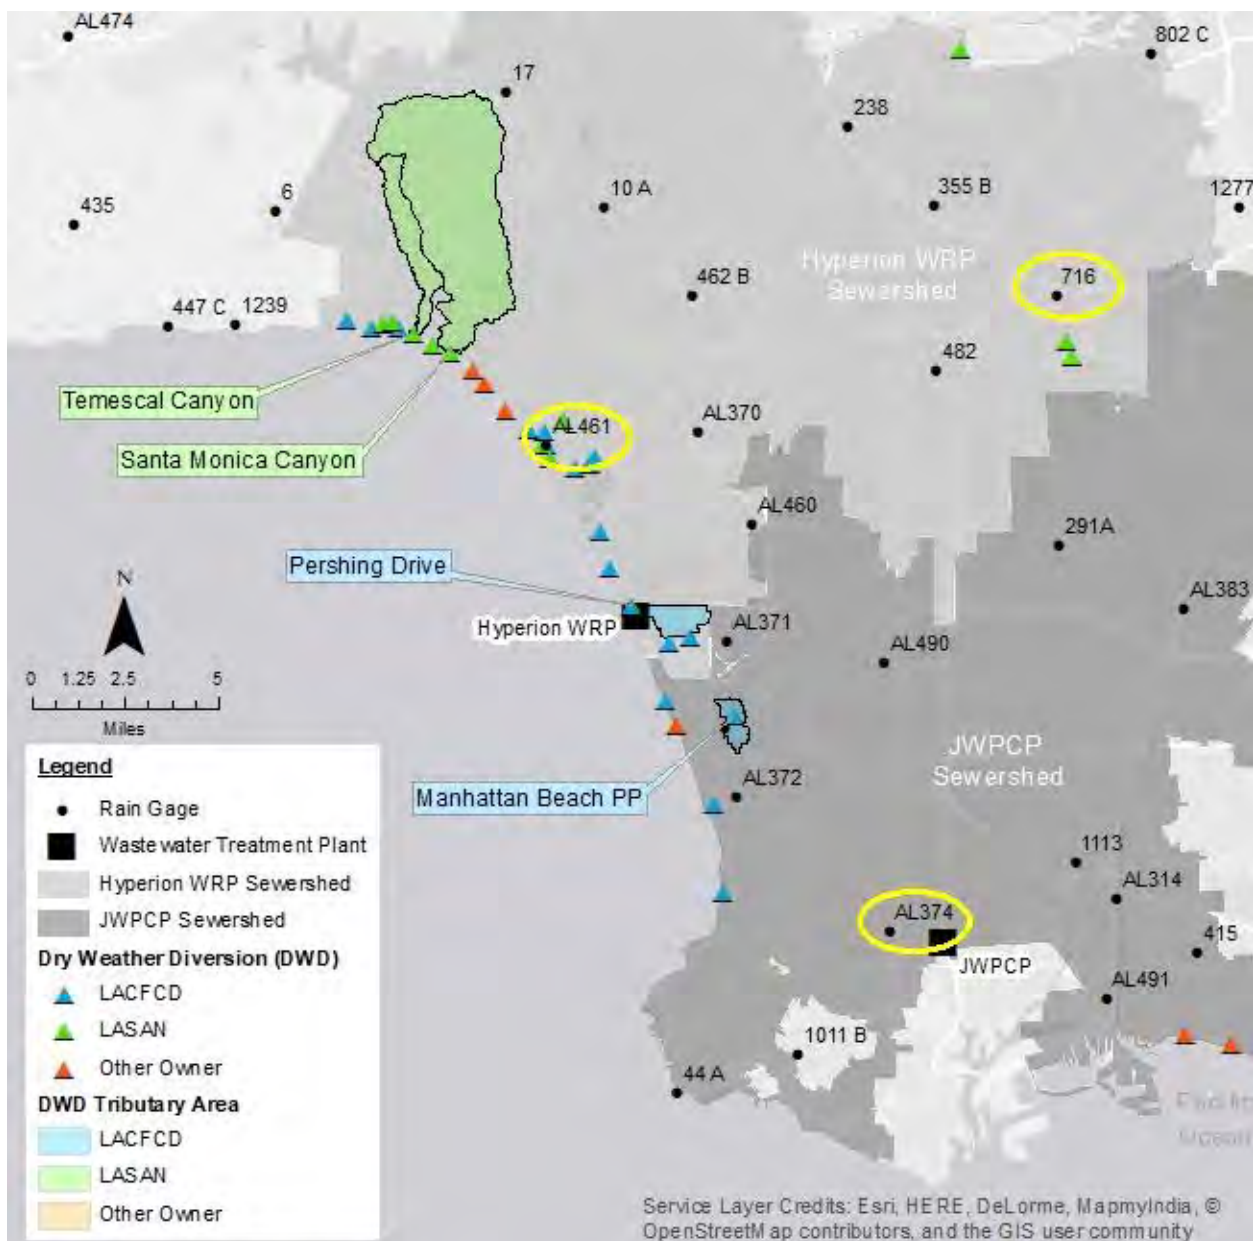 AL474
802 C
17
238
10 A
355 B
1277
6
435
Hyperion WRP
Sewershed
716
462 B
447 C
1239
482
Temescal Canyon
AL370
AL461
Santa Monica Canyon
AL460
291A
Pershing Drive
N
AL383
Hyperion WRP
AL371
AL490
0 1.25 2.5 5
Miles
JWPCP
Sewershed
Manhattan Beach PP
AL372
Legend
Rain Gage
Wastewater Treatment Plant
Hyperion WRP Sewershed
JWPCP Sewershed
Dry Weather Diversion (DWD)
LACFCD
LASAN
Other Owner
DWD Tributary Area
LACFCD
LASAN
Other Owner
1113
AL314
AL374
415
JWPCP
AL491
1011 B
44 A
Service Layer Credits: Esri, HERE, DeLorme, MapmyIndia, ©
OpenStreetMap contributors, and the GIS user community